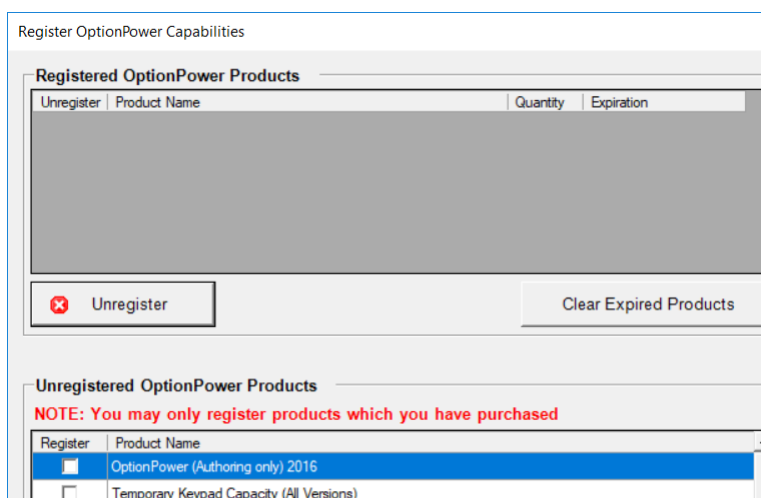 Register OptionPower Capabilities
Registered OptionPower Products
Unregister Product Name Quantity Expiration
Unregister Clear Expired Products
Unregistered OptionPower Products
NOTE: You may only register products which you have purchased
Register Product Name
OptionPower (Authoring only) 2016
Temporary Keypad Capacity (All Versions)